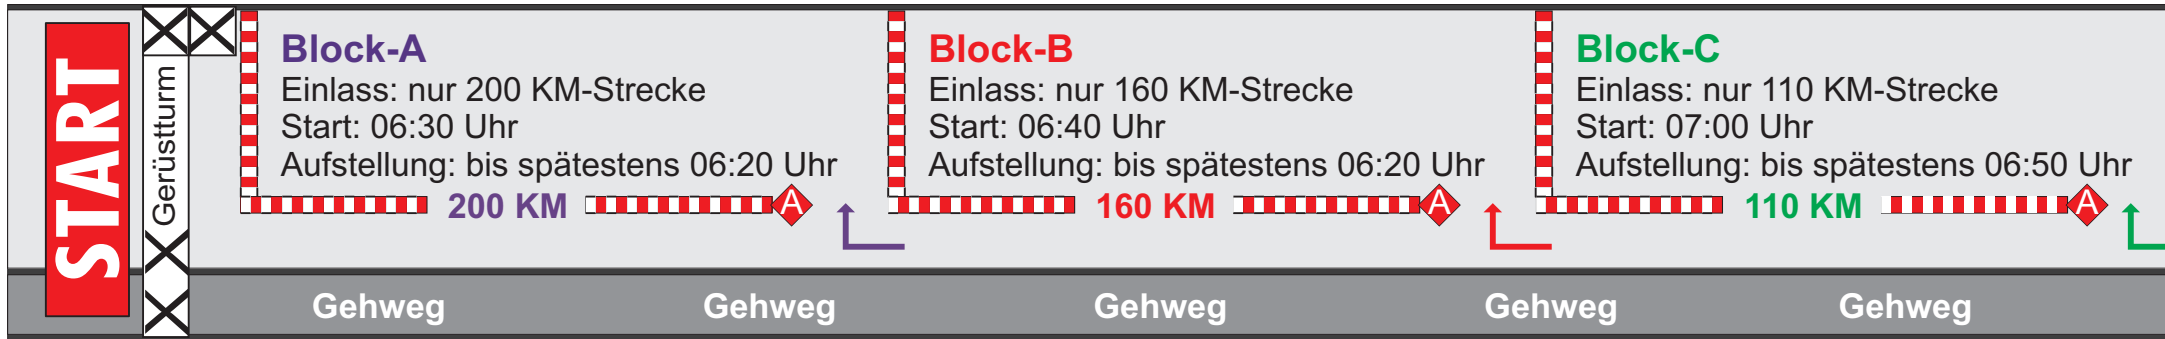 START
Gerüstturm
Block-A
Einlass: nur 200 KM-Strecke
Start: 06:30 Uhr
Aufstellung: bis spätestens 06:20 Uhr
200 KM
A
Block-B
Einlass: nur 160 KM-Strecke
Start: 06:40 Uhr
Aufstellung: bis spätestens 06:20 Uhr
160 KM
A
Block-C
Einlass: nur 110 KM-Strecke
Start: 07:00 Uhr
Aufstellung: bis spätestens 06:50 Uhr
110 KM
A
Gehweg Gehweg Gehweg Gehweg Gehweg